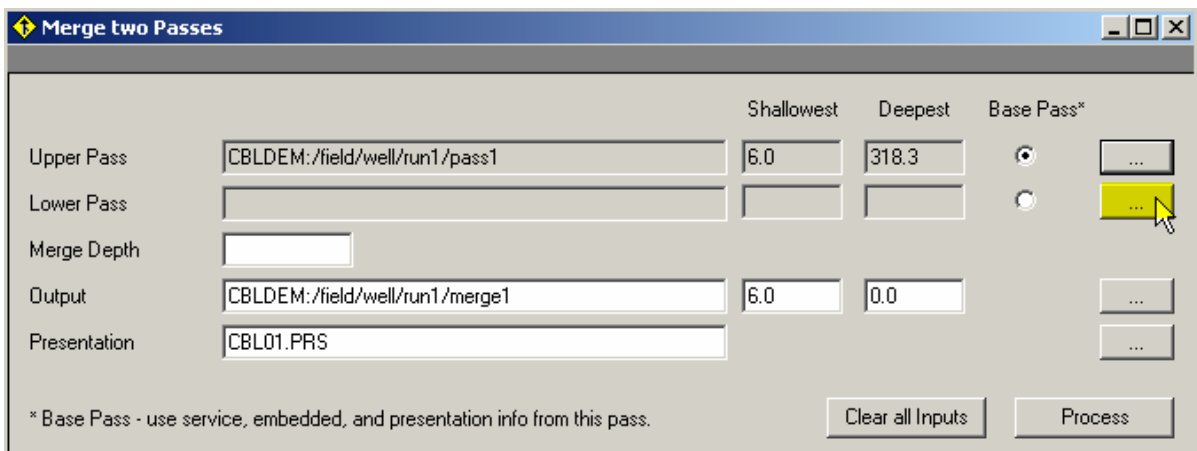 Merge two Passes
Shallowest Deepest Base Pass*
Upper Pass CBLDEM:/field/well/run1/pass1 6.0 318.3 ...
Lower Pass ...
Merge Depth
Output CBLDEM:/field/well/run1/merge1 6.0 0.0 ...
Presentation CBL01.PRS ...
* Base Pass - use service, embedded, and presentation info from this pass. Clear all Inputs Process